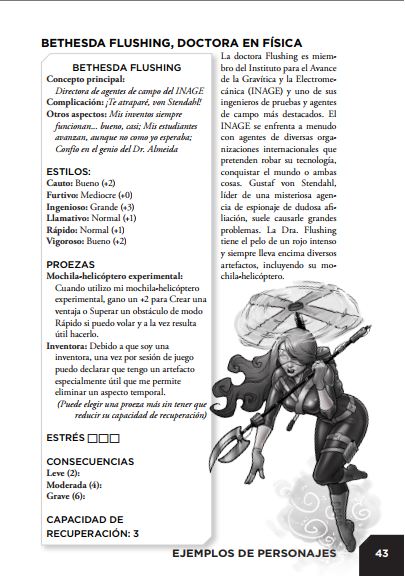 BETHESDA FLUSHING, DOCTORA EN FÍSICA
BETHESDA FLUSHING
Concepto principal:
Directora de agentes de campo del INAGE
Complicación: ¡Te atraparé, von Stendahl!
Otros aspectos: Mis inventos siempre
funcionan... bueno, casi; Mis estudiantes
avanzan, aunque no como yo esperaba;
Confío en el genio del Dr. Almeida
ESTILOS:
Cauto: Bueno (+2)
Furtivo: Mediocre (+0)
Ingenioso: Grande (+3)
Llamativo: Normal (+1)
Rápido: Normal (+1)
Vigoroso: Bueno (+2)
PROEZAS
Mochila-helicóptero experimental:
Cuando utilizo mi mochila-helicóptero
experimental, gano un +2 para Crear una
ventaja o Superar un obstáculo de modo
Rápido si puedo volar y a la vez resulta
útil hacerlo.
Inventora: Debido a que soy una
inventora, una vez por sesión de juego
puedo declarar que tengo un artefacto
especialmente útil que me permite
eliminar un aspecto temporal.
(Puede elegir una proeza más sin tener que
reducir su capacidad de recuperación)
ESTRÉS □□□
CONSECUENCIAS
Leve (2):
Moderada (4):
Grave (6):
CAPACIDAD DE
RECUPERACIÓN: 3
La doctora Flushing es miem-
bro del Instituto para el Avance
de la Gravítica y la Electrome-
cánica (INAGE) y uno de sus
ingenieros de pruebas y agentes
de campo más destacados. El
INAGE se enfrenta a menudo
con agentes de diversas orga-
nizaciones internacionales que
pretenden robar su tecnología,
conquistar el mundo o ambas
cosas. Gustaf von Stendahl,
líder de una misteriosa agen-
cia de espionaje de dudosa afi-
liación, suele causarle grandes
problemas. La Dra. Flushing
tiene el pelo de un rojo intenso
y siempre lleva encima diversos
artefactos, incluyendo su mo-
chila-helicóptero.
EJEMPLOS DE PERSONAJES
43